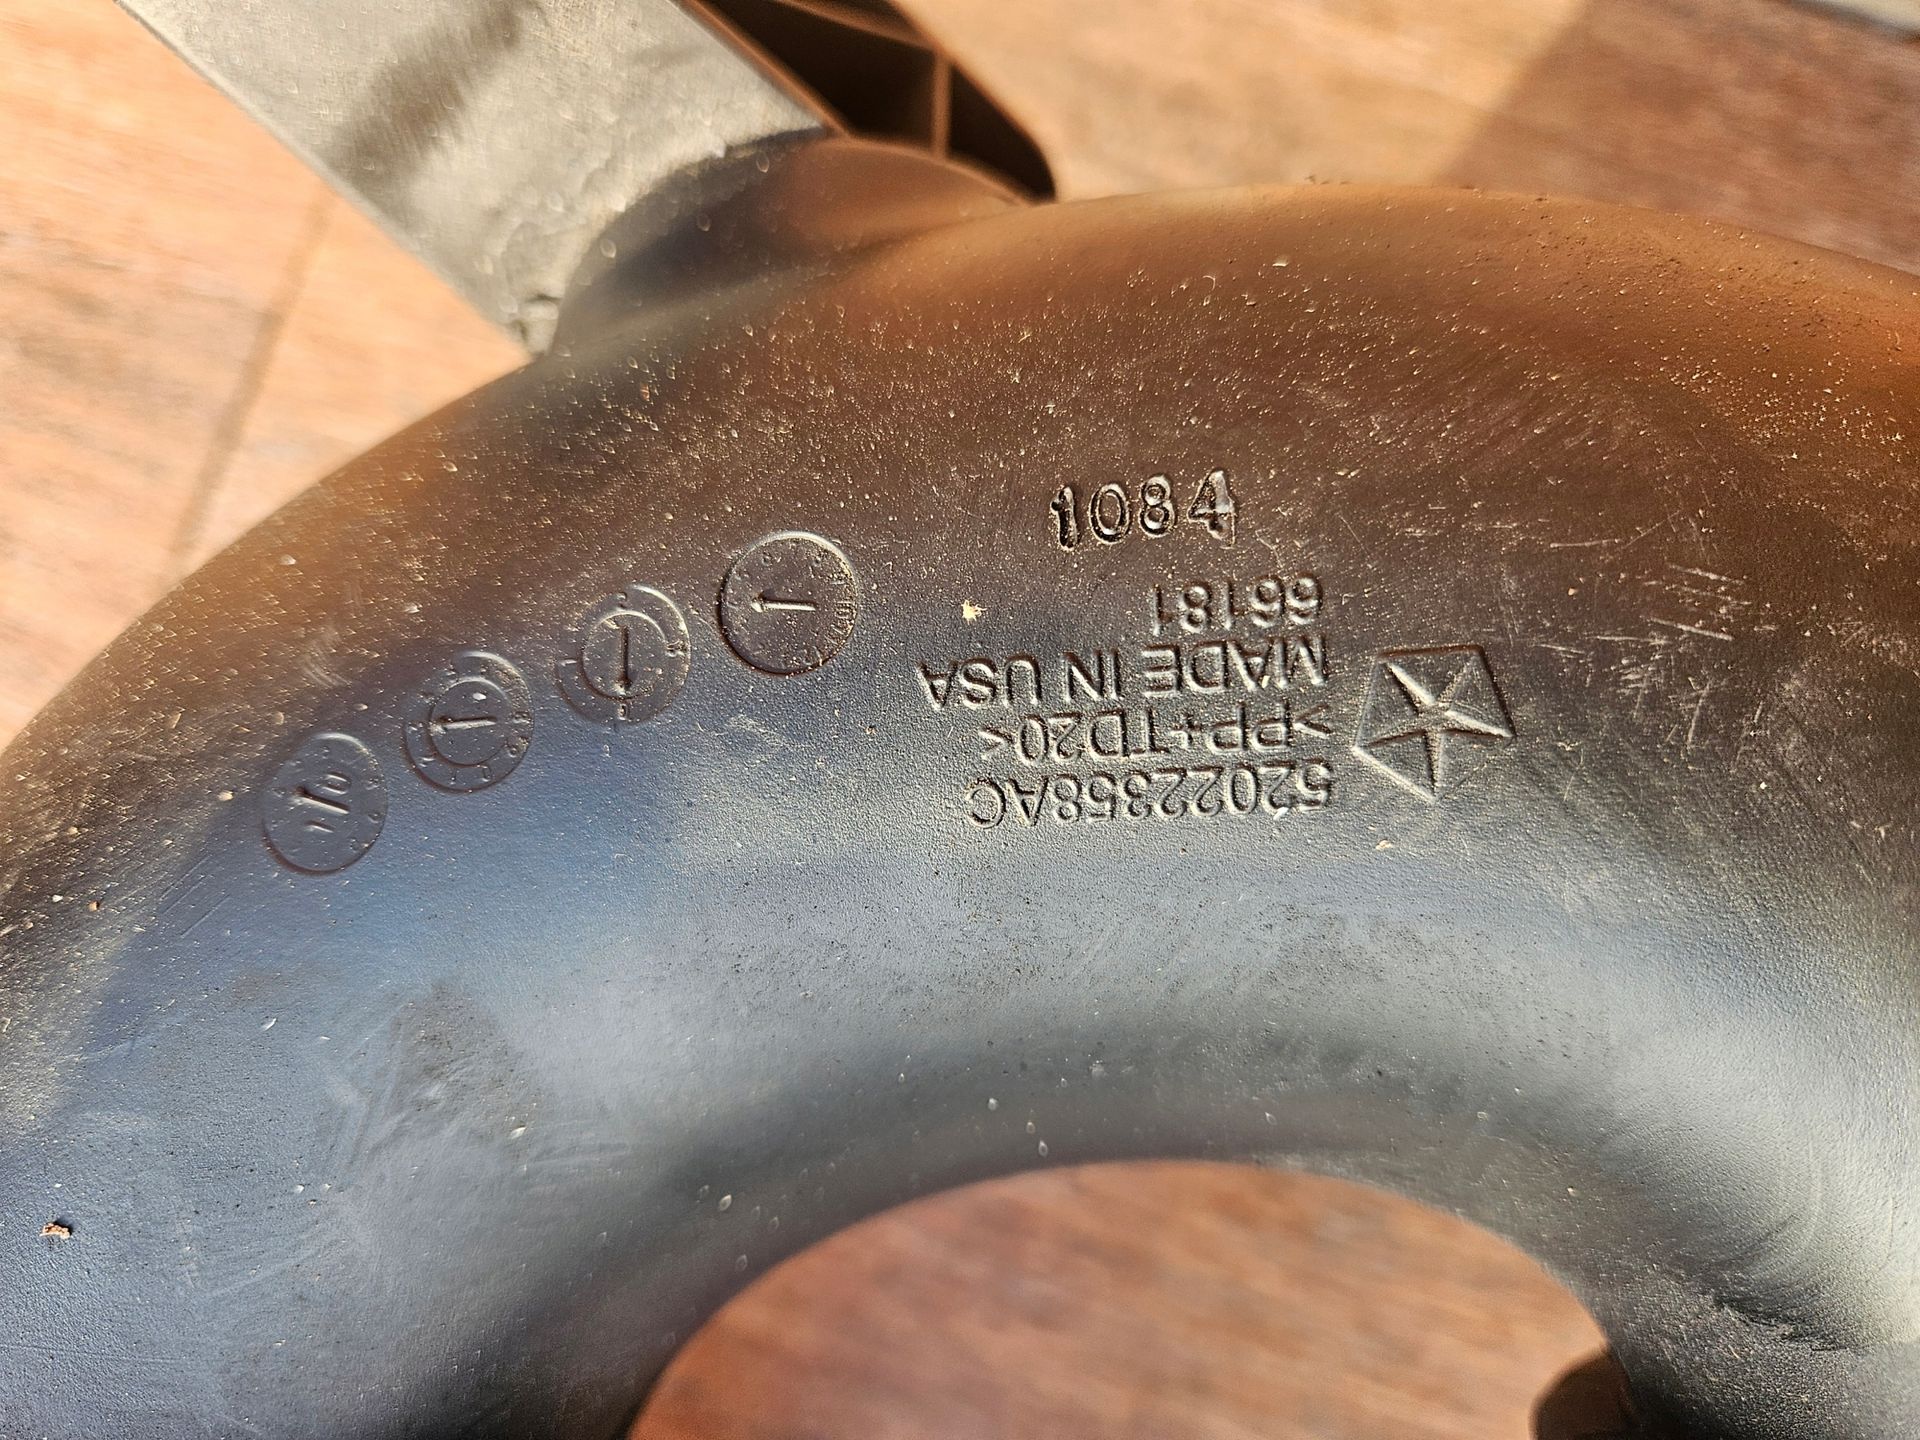 52022358AC
>PP+TD20<
MADE IN USA
66181
1084